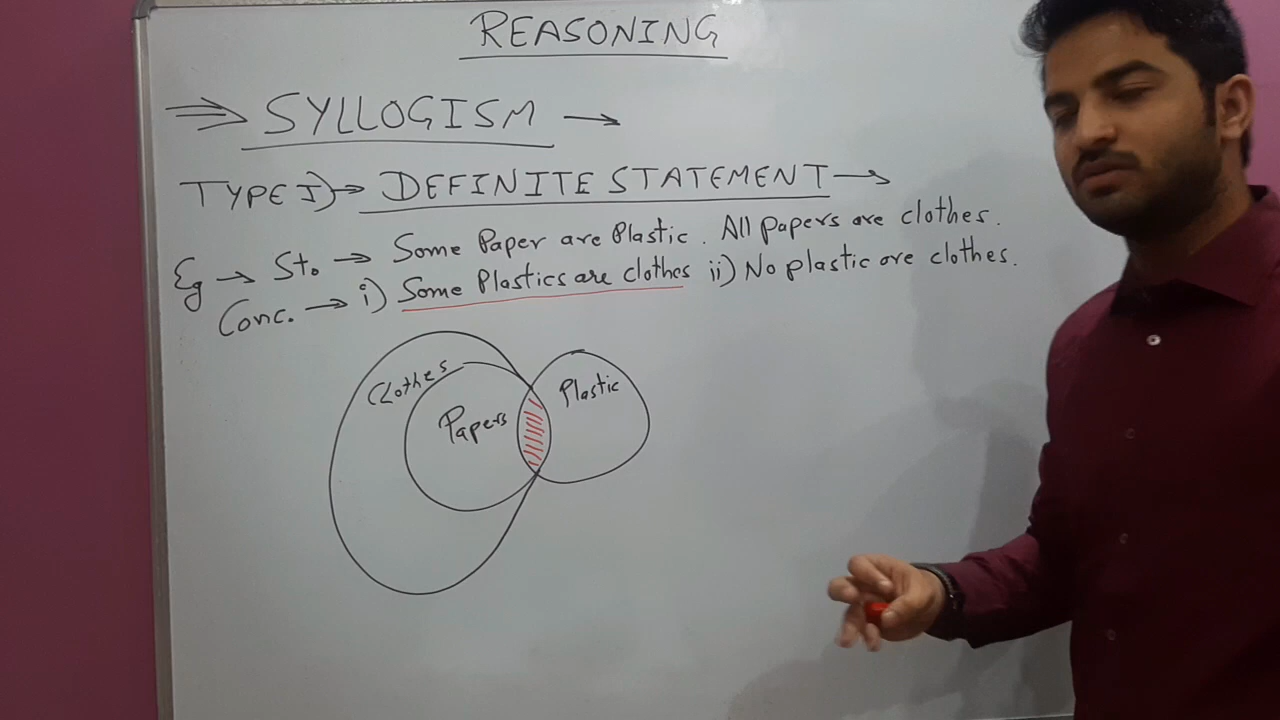 REASONING
⇒ SYLLOGISM →
TYPE I) → DEFINITE STATEMENT →
Eg → St. → Some Paper are Plastic. All papers are clothes.
Conc. → i) Some Plastics are clothes ii) No plastic are clothes.
Clothes
Papers
Plastic